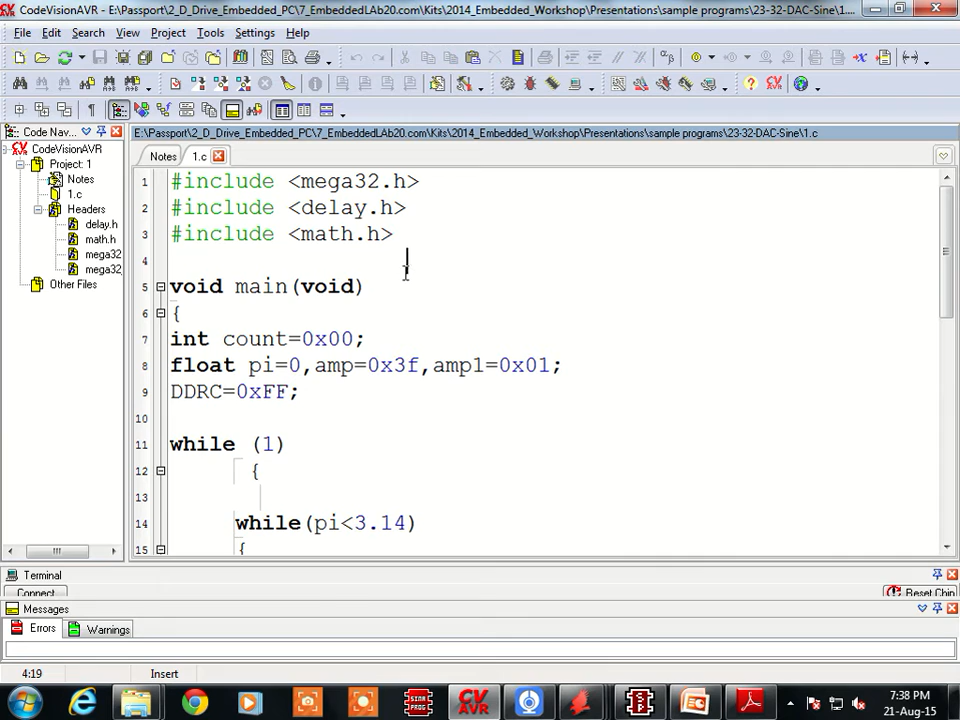 CodeVisionAVR - E:\Passport\2_D_Drive_Embedded_PC\7_EmbeddedLAb20.com\Kits\2014_Embedded_Workshop\Presentations\sample programs\23-32-DAC-Sine\1....
File Edit Search View Project Tools Settings Help
Code Nav...
E:\Passport\2_D_Drive_Embedded_PC\7_EmbeddedLAb20.com\Kits\2014_Embedded_Workshop\Presentations\sample programs\23-32-DAC-Sine\1.c
CodeVisionAVR
Project: 1
Notes
1.c
Headers
delay.h
math.h
mega32
mega32_
Other Files
Notes 1.c
1 #include <mega32.h>
2 #include <delay.h>
3 #include <math.h>
4
5 void main(void)
6 {
7 int count=0x00;
8 float pi=0,amp=0x3f,amp1=0x01;
9 DDRC=0xFF;
10
11 while (1)
12 {
13
14 while(pi<3.14)
15 {
Terminal
Connect Reset Chip
Messages
Errors Warnings
4:19 Insert
SINA PROG
CV AVR
7:38 PM
21-Aug-15